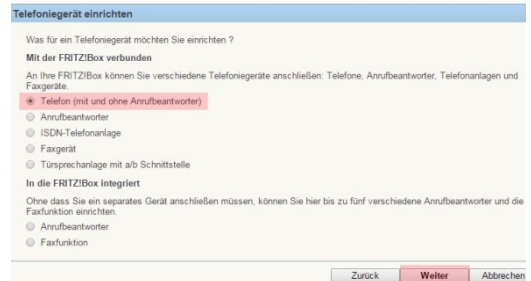 Telefoniegerät einrichten
Was für ein Telefoniegerät möchten Sie einrichten ?
Mit der FRITZ!Box verbunden
An Ihre FRITZ!Box können Sie verschiedene Telefoniegeräte anschließen: Telefone, Anrufbeantworter, Telefonanlagen und
Faxgeräte.
Telefon (mit und ohne Anrufbeantworter)
Anrufbeantworter
ISDN-Telefonanlage
Faxgerät
Türsprechanlage mit a/b Schnittstelle
In die FRITZ!Box integriert
Ohne dass Sie ein separates Gerät anschließen müssen, können Sie hier bis zu fünf verschiedene Anrufbeantworter und die
Faxfunktion einrichten.
Anrufbeantworter
Faxfunktion
Zurück Weiter Abbrechen